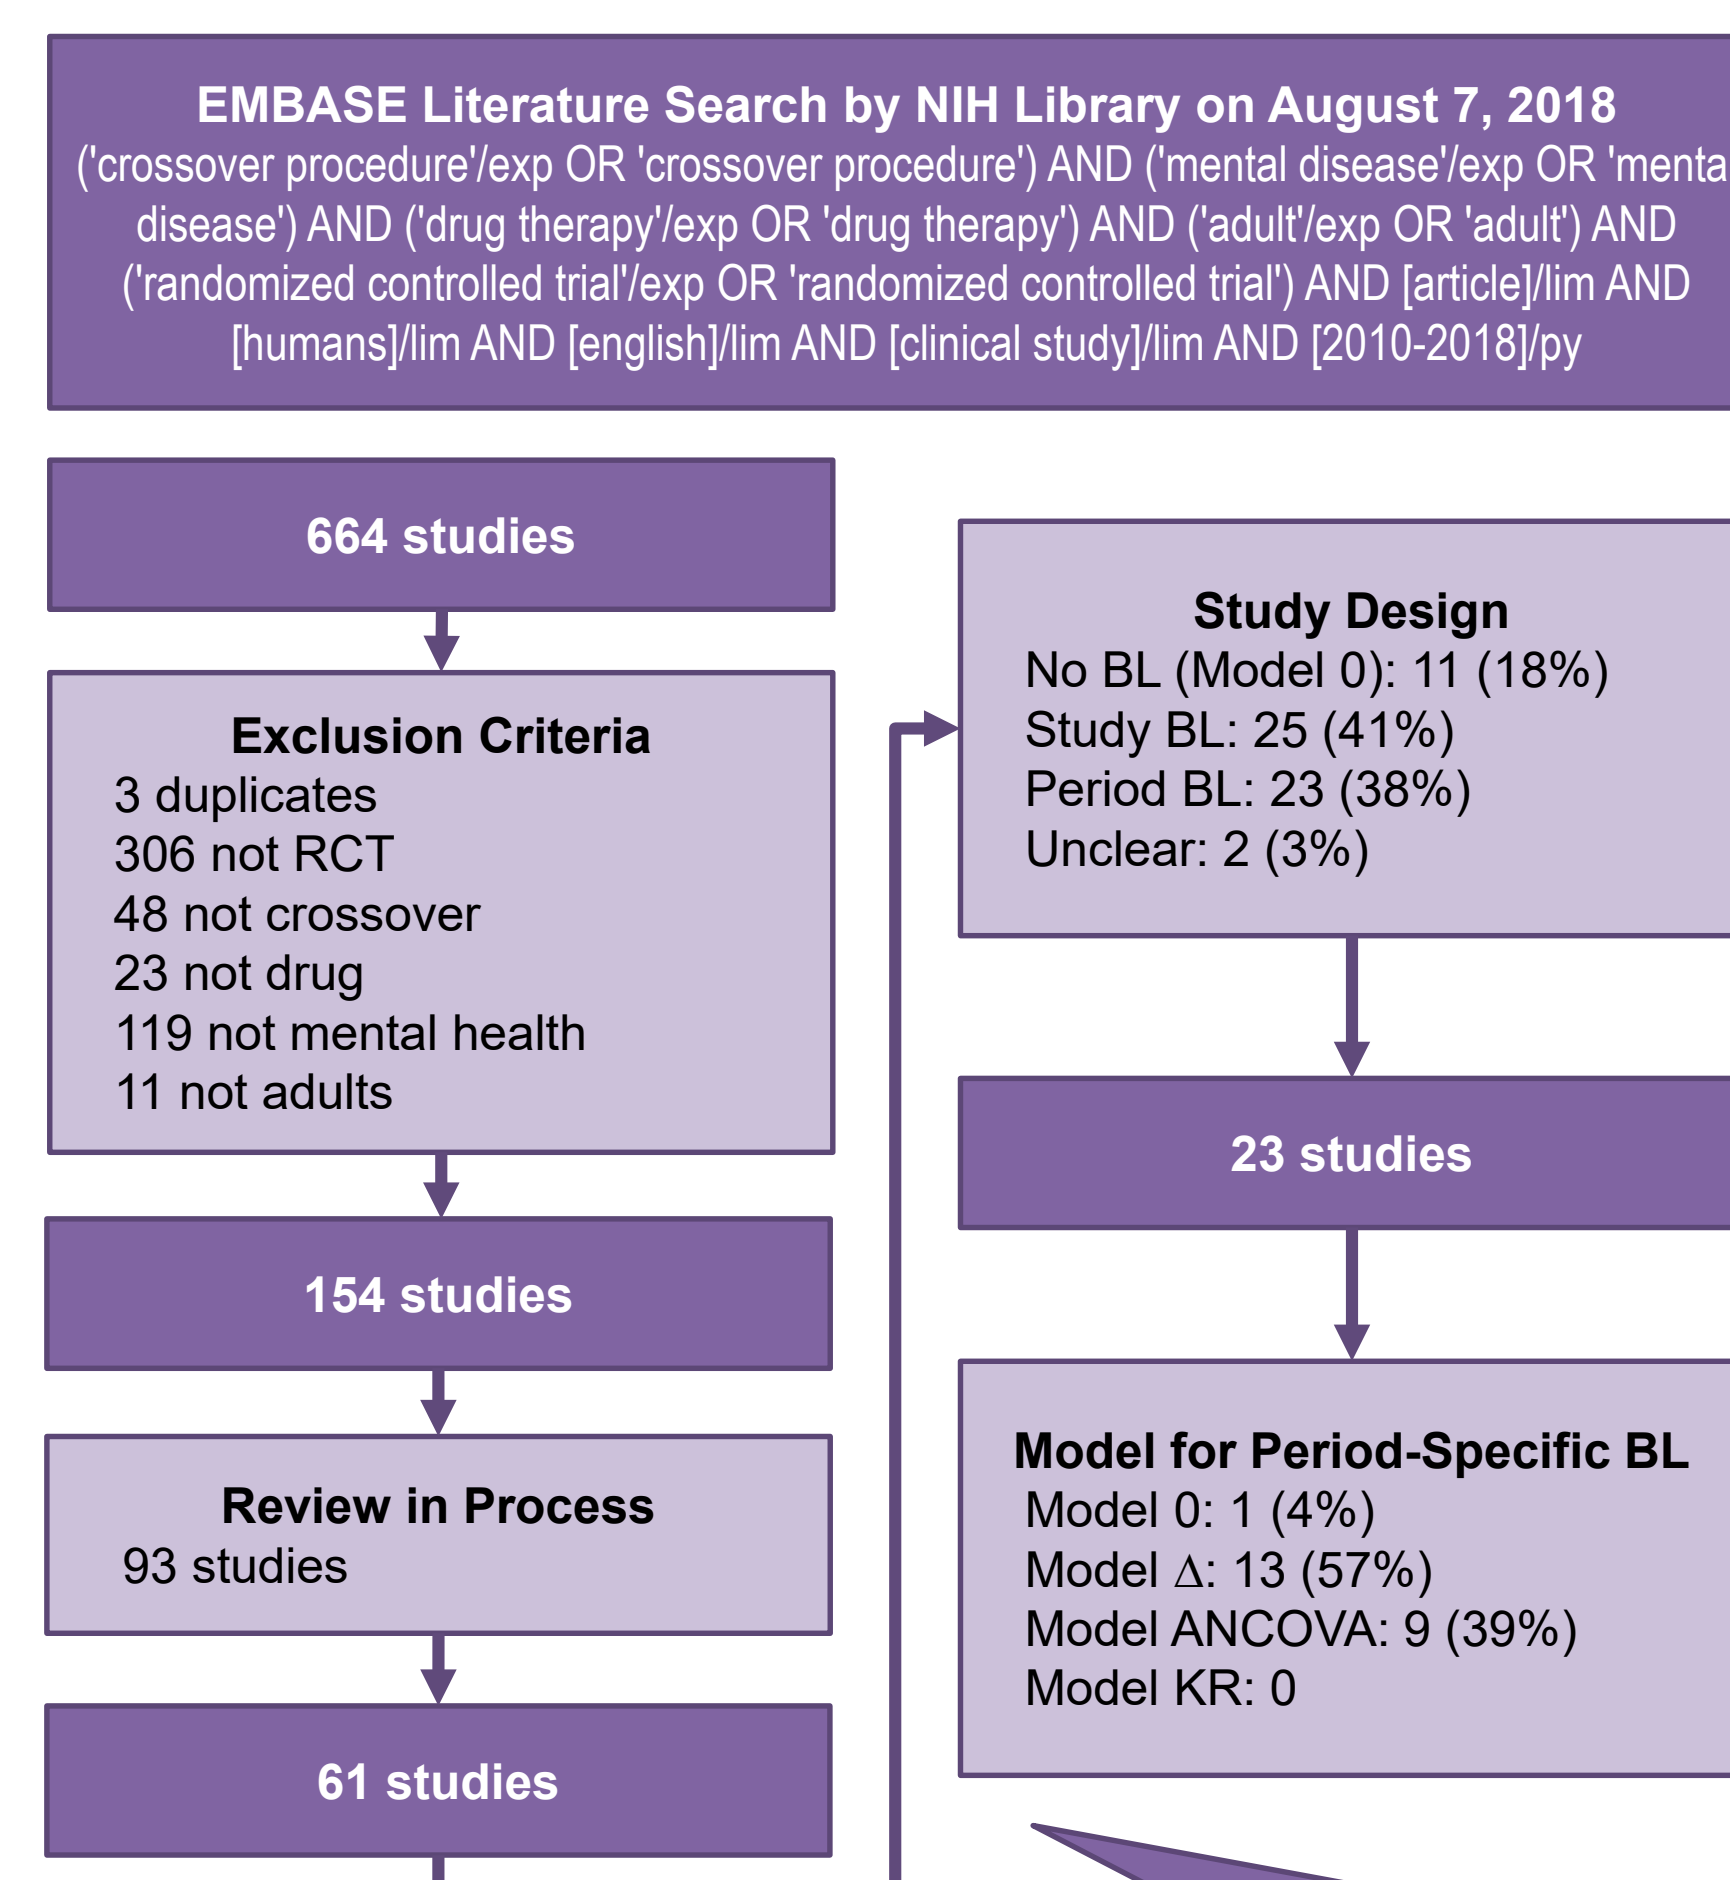 EMBASE Literature Search by NIH Library on August 7, 2018
('crossover procedure'/exp OR 'crossover procedure') AND ('mental disease'/exp OR 'menta
disease') AND ('drug therapy'/exp OR 'drug therapy') AND ('adult'/exp OR 'adult') AND
('randomized controlled trial'/exp OR 'randomized controlled trial') AND [article]/lim AND
[humans]/lim AND [english]/lim AND [clinical study]/lim AND [2010-2018]/py
664 studies
Exclusion Criteria
3 duplicates
306 not RCT
48 not crossover
23 not drug
119 not mental health
11 not adults
154 studies
Review in Process
93 studies
61 studies
Study Design
No BL (Model 0): 11 (18%)
Study BL: 25 (41%)
Period BL: 23 (38%)
Unclear: 2 (3%)
23 studies
Model for Period-Specific BL
Model 0: 1 (4%)
Model Δ: 13 (57%)
Model ANCOVA: 9 (39%)
Model KR: 0